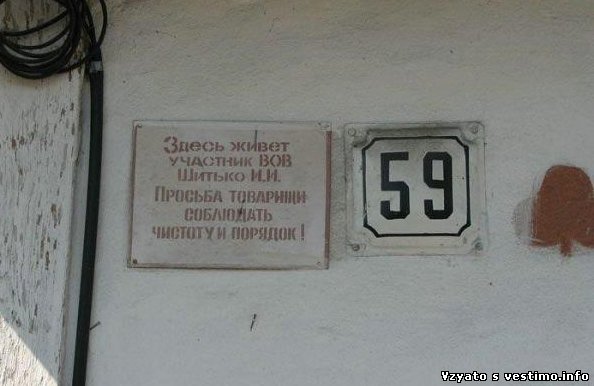 Здесь живет
участник ВОВ
Шитько И.И.
Просьба товарищи
соблюдать
чистоту и порядок!
59
Vzyato s vestimo.info